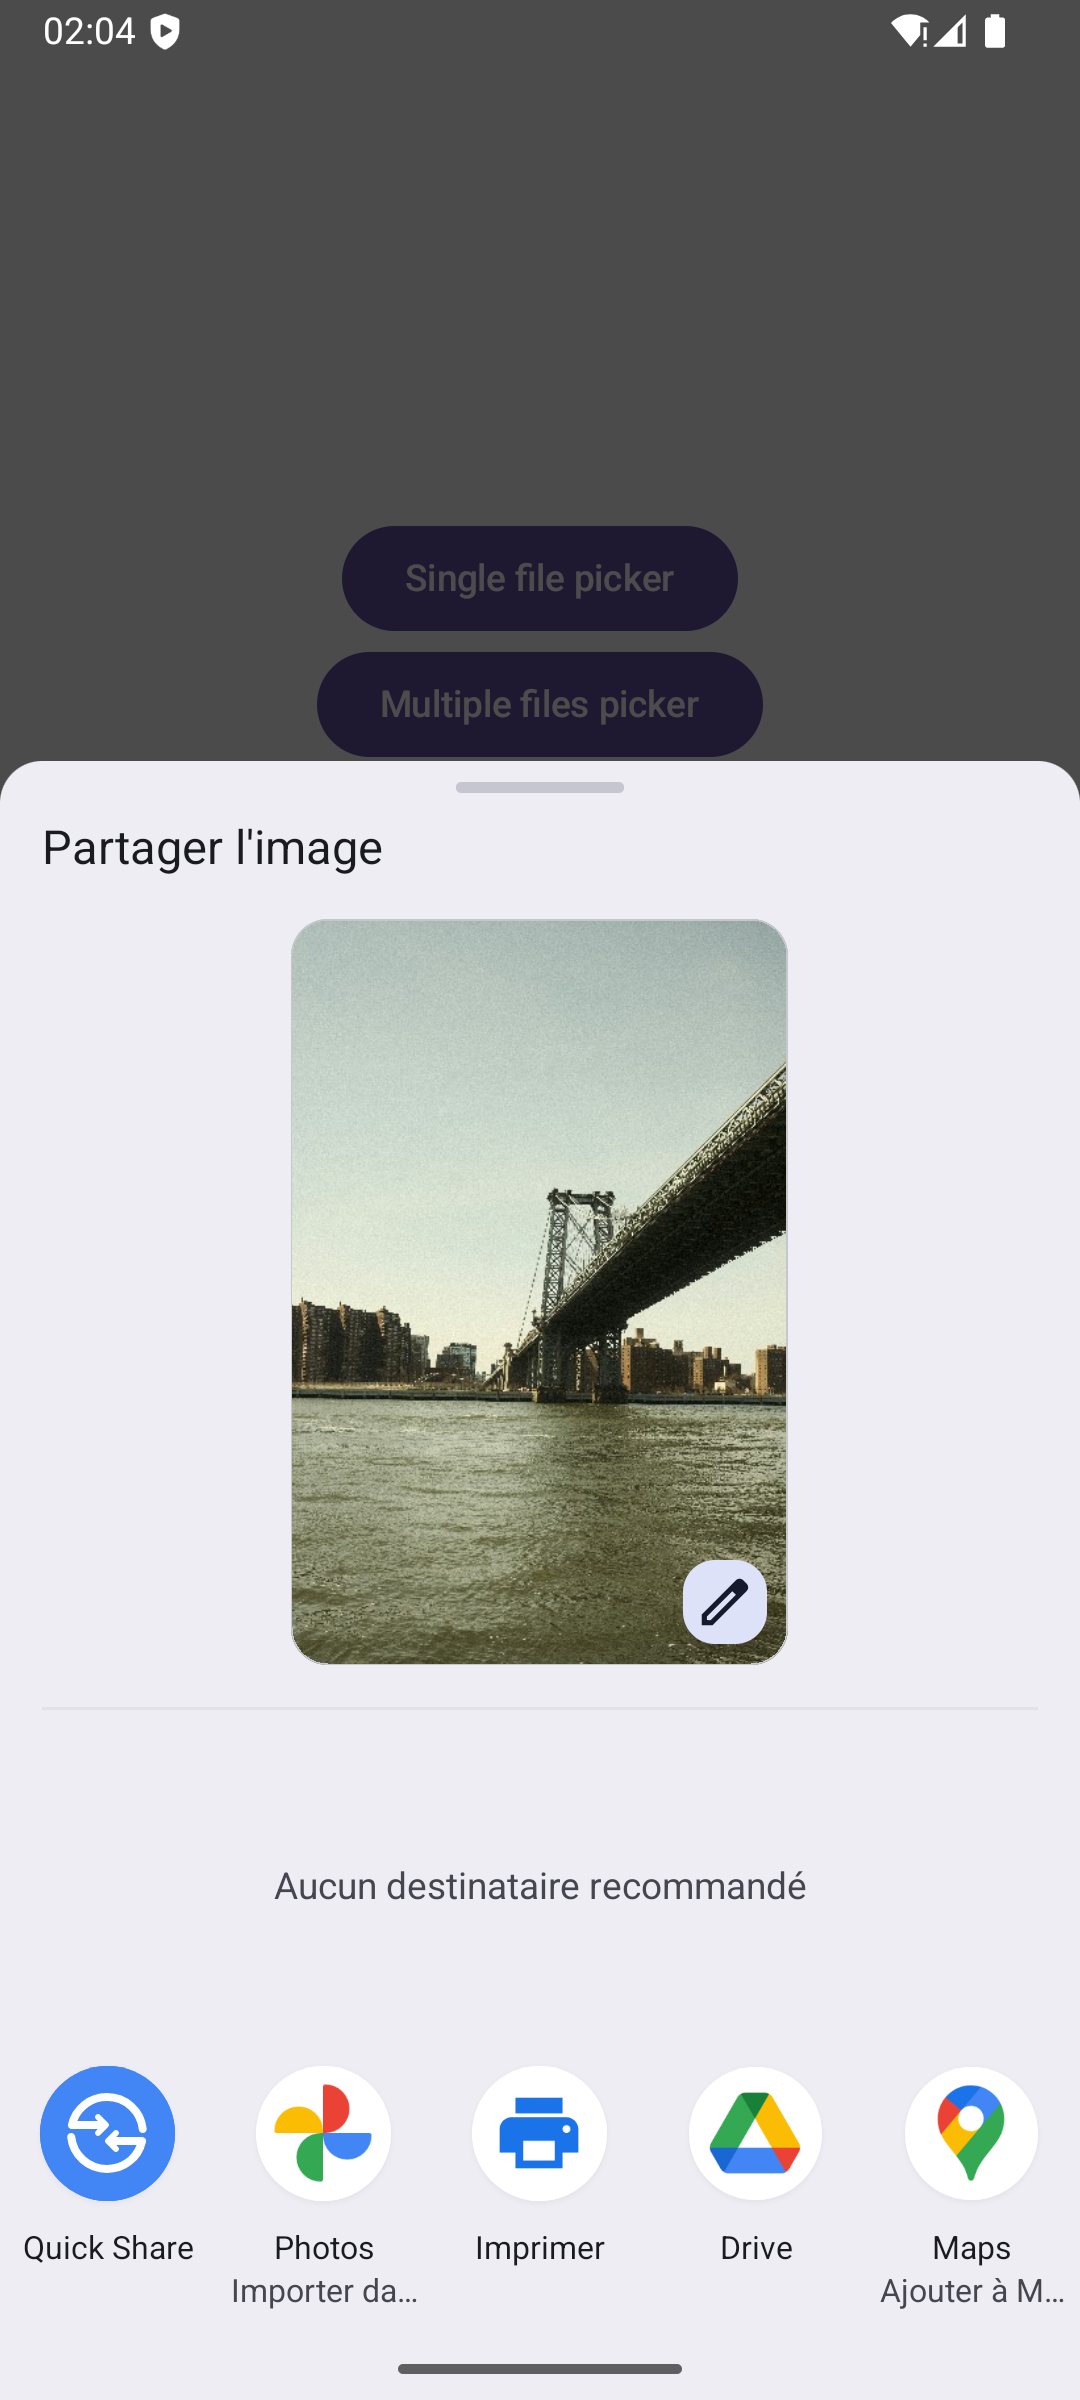 02:04
Single file picker
Multiple files picker
Partager l'image
Aucun destinataire recommandé
Quick Share
Photos
Importer da...
Imprimer
Drive
Maps
Ajouter à M...